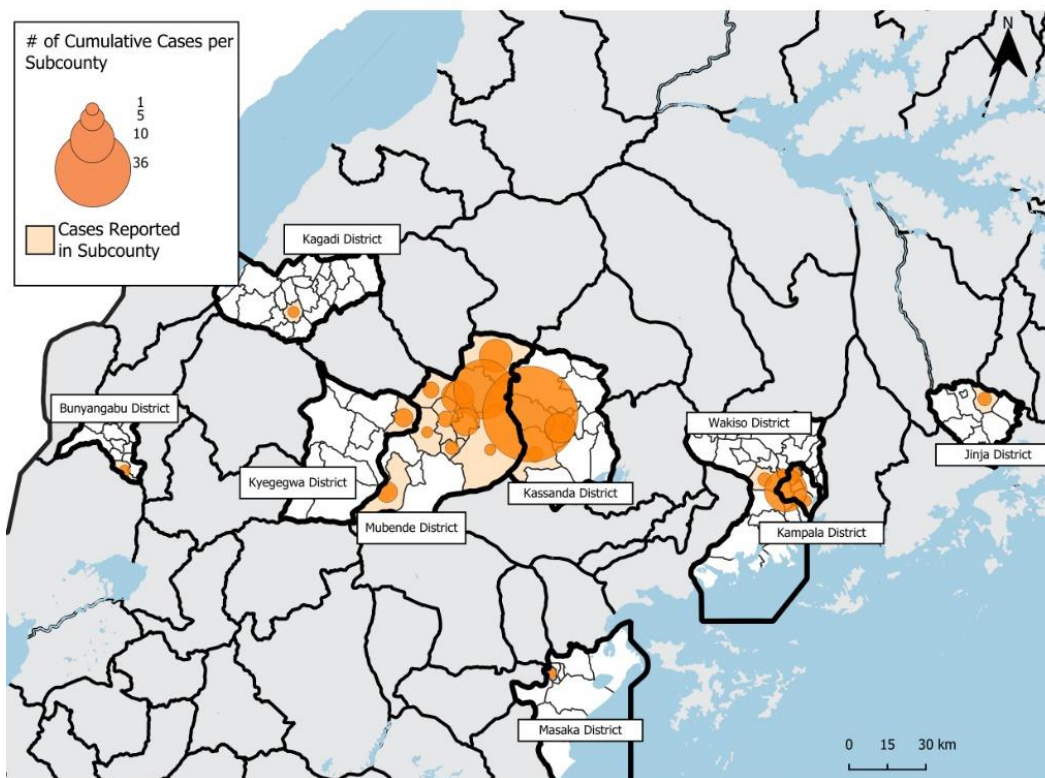 # of Cumulative Cases per
Subcounty
1
5
10
36
Cases Reported
in Subcounty
N
Kagadi District
Bunyangabu District
Kyegegwa District
Mubende District
Kassanda District
Wakiso District
Kampala District
Jinja District
Masaka District
0 15 30 km